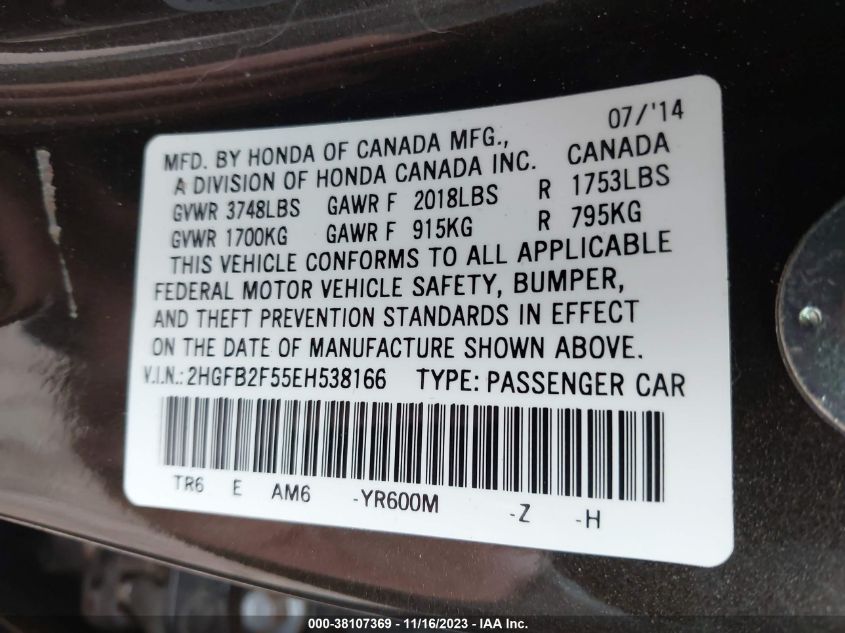 07/'14
MFD. BY HONDA OF CANADA MFG.,
A DIVISION OF HONDA CANADA INC. CANADA
GVWR 3748LBS GAWR F 2018LBS R 1753LBS
GVWR 1700KG GAWR F 915KG R 795KG
THIS VEHICLE CONFORMS TO ALL APPLICABLE
FEDERAL MOTOR VEHICLE SAFETY, BUMPER,
AND THEFT PREVENTION STANDARDS IN EFFECT
ON THE DATE OF MANUFACTURE SHOWN ABOVE.
V.I.N.: 2HGFB2F55EH538166 TYPE: PASSENGER CAR
TR6 E AM6 -YR600M -Z -H
000-38107369 - 11/16/2023 - IAA Inc.